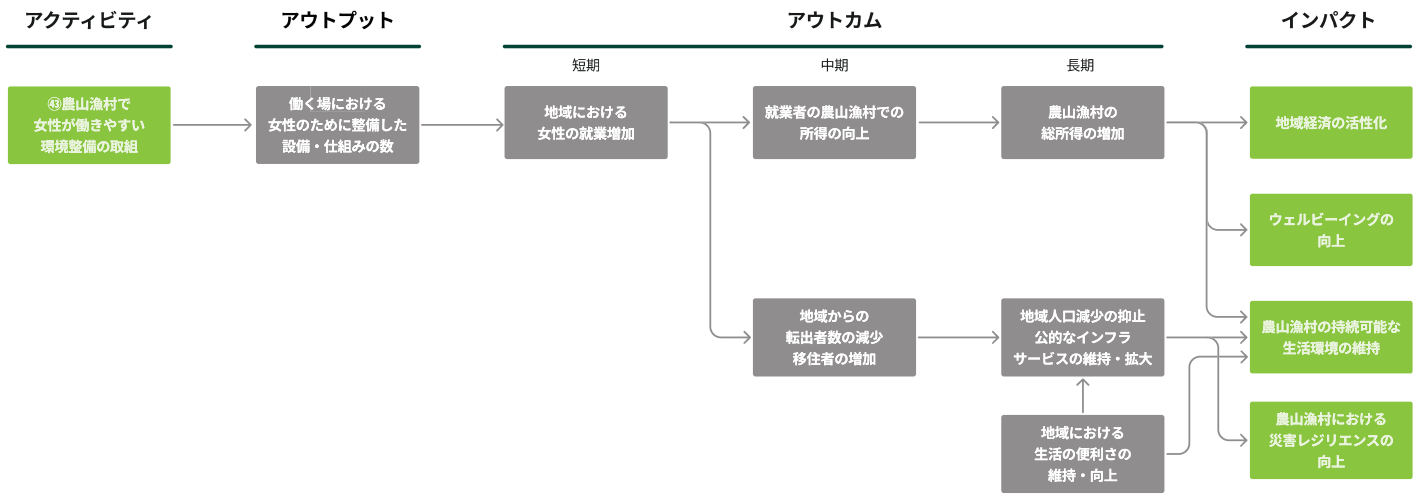 アクティビティ
アウトプット
アウトカム
インパクト
短期
中期
長期
㊸農山漁村で
女性が働きやすい
環境整備の取組
働く場における
女性のために整備した
設備・仕組みの数
地域における
女性の就業増加
就業者の農山漁村での
所得の向上
農山漁村の
総所得の増加
地域経済の活性化
ウェルビーイングの
向上
地域からの
転出者数の減少
移住者の増加
地域人口減少の抑止
公的なインフラ
サービスの維持・拡大
農山漁村の持続可能な
生活環境の維持
地域における
生活の便利さの
維持・向上
農山漁村における
災害レジリエンスの
向上